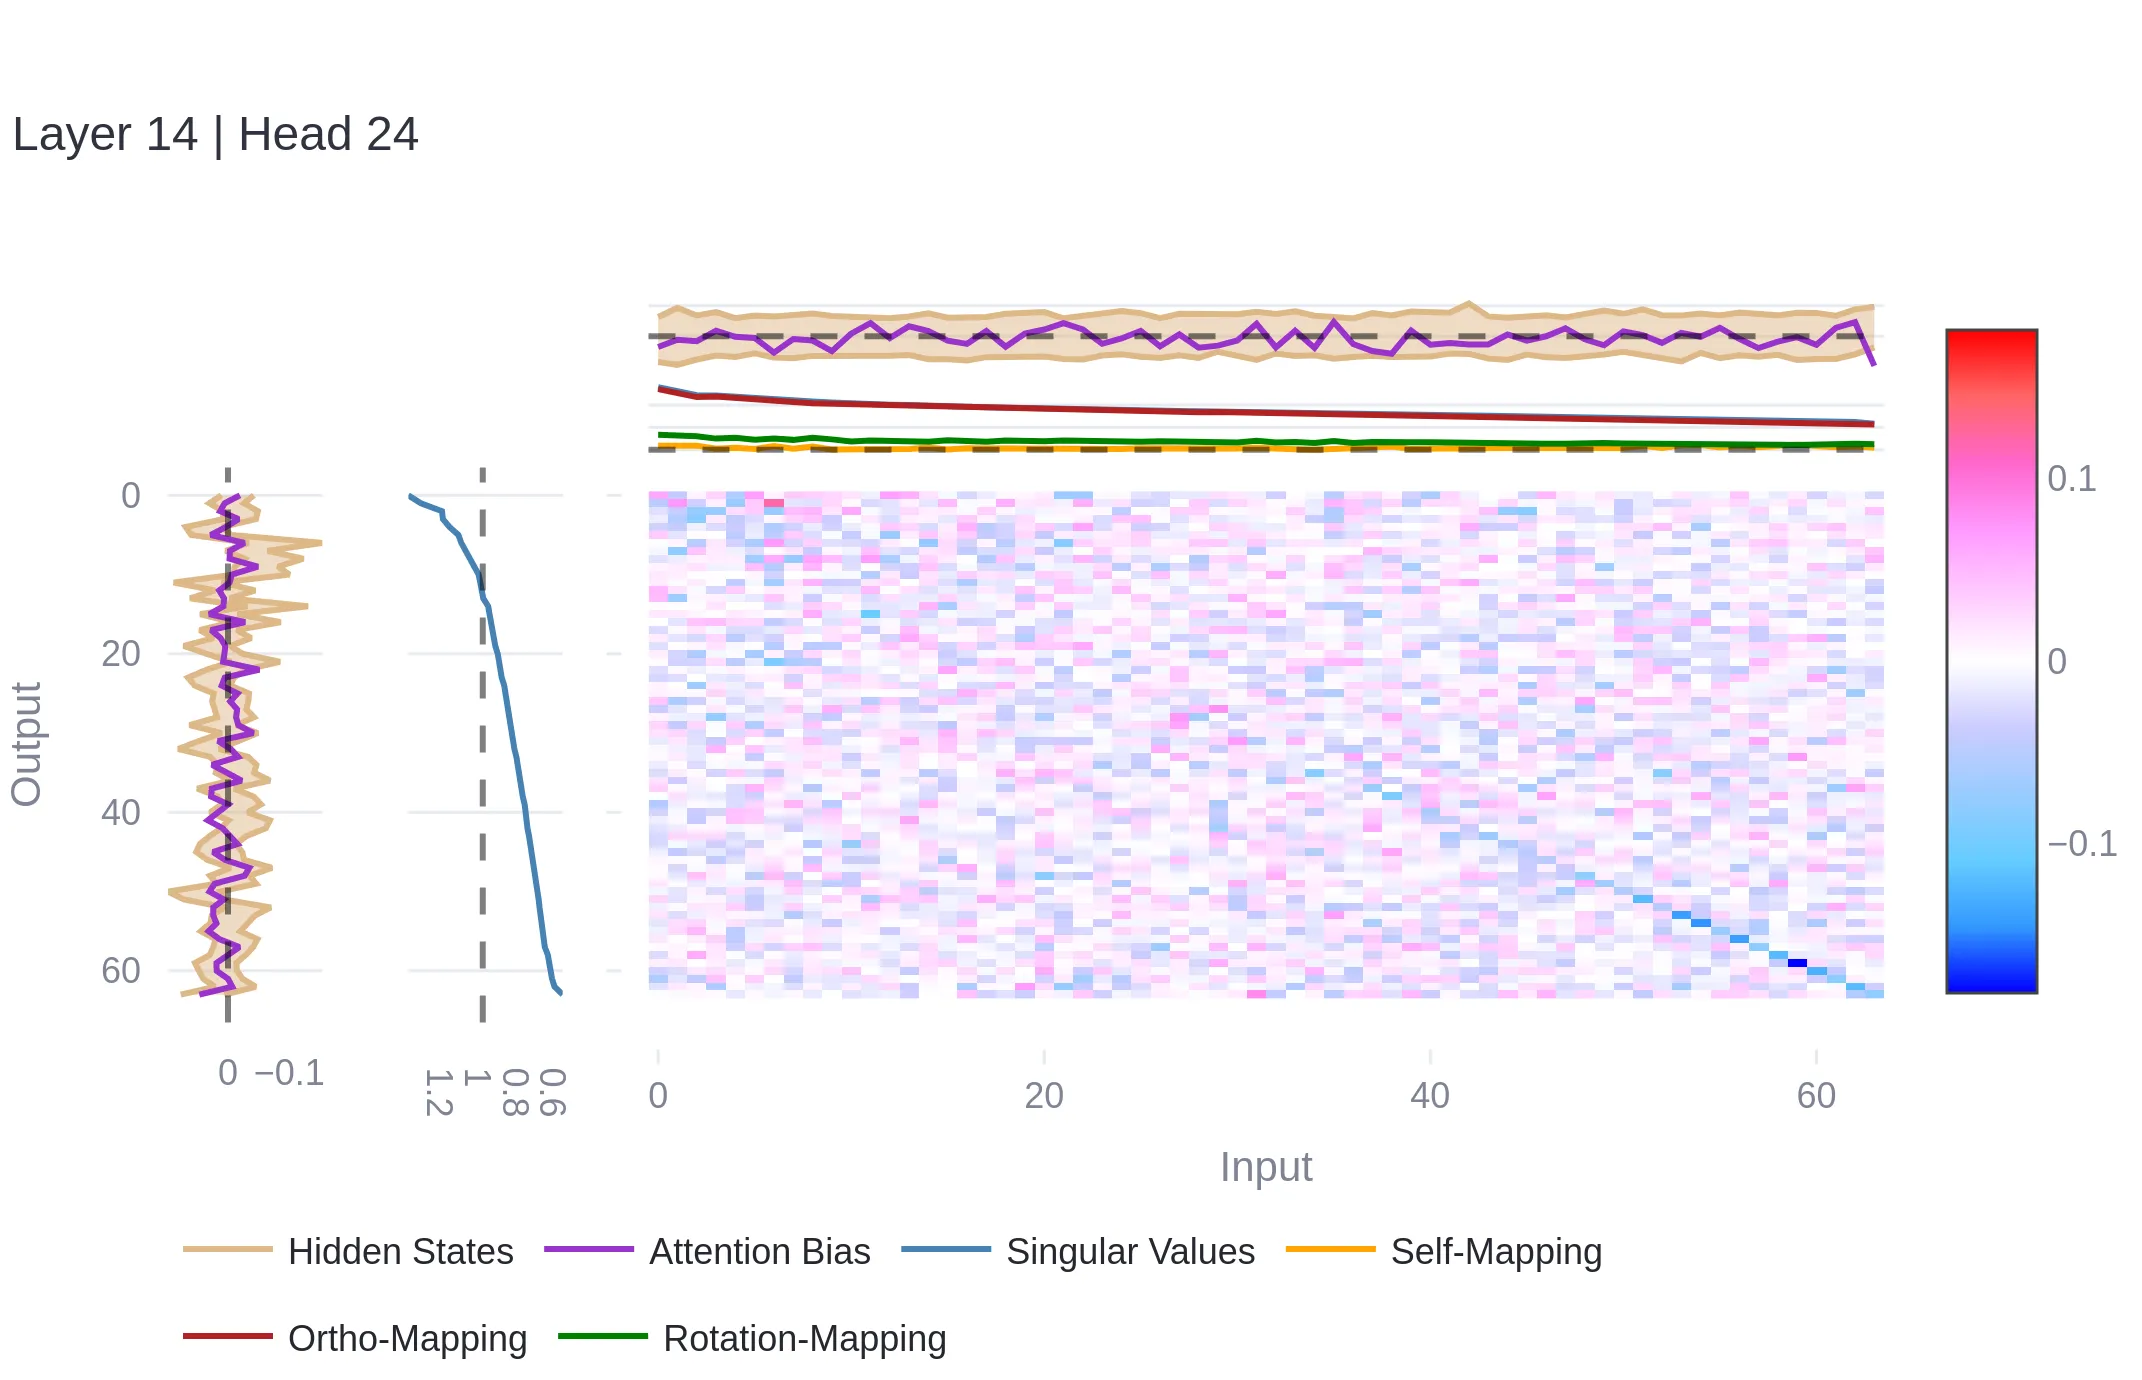 Layer 14 | Head 24
0
20
40
60
Output
0 −0.1
1.2 1 0.8 0.6
0 20 40 60
Input
0.1
0
−0.1
Hidden States Attention Bias Singular Values Self-Mapping
Ortho-Mapping Rotation-Mapping